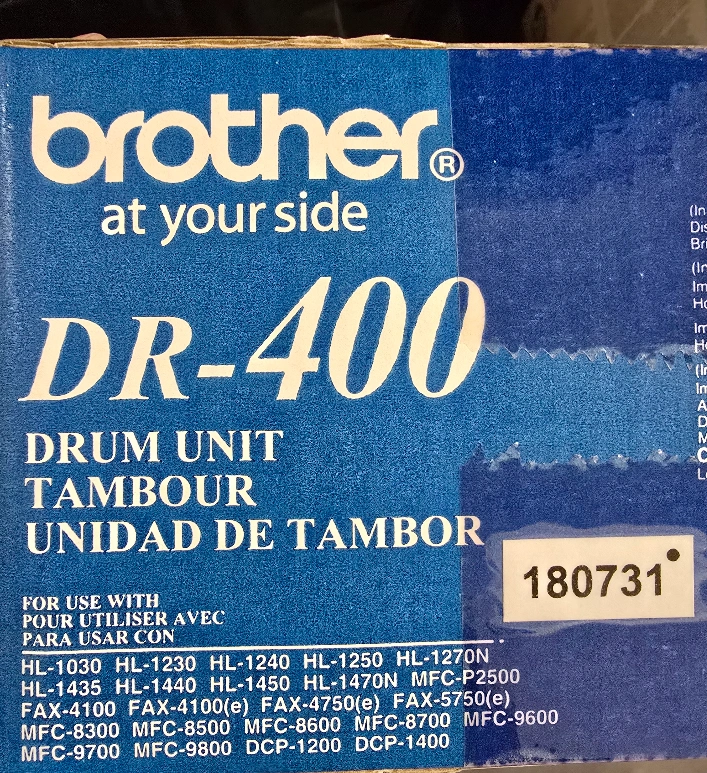 brother®
at your side
DR-400
DRUM UNIT
TAMBOUR
UNIDAD DE TAMBOR
180731
FOR USE WITH
POUR UTILISER AVEC
PARA USAR CON
HL-1030 HL-1230 HL-1240 HL-1250 HL-1270N
HL-1435 HL-1440 HL-1450 HL-1470N MFC-P2500
FAX-4100 FAX-4100(e) FAX-4750(e) FAX-5750(e)
MFC-8300 MFC-8500 MFC-8600 MFC-8700 MFC-9600
MFC-9700 MFC-9800 DCP-1200 DCP-1400